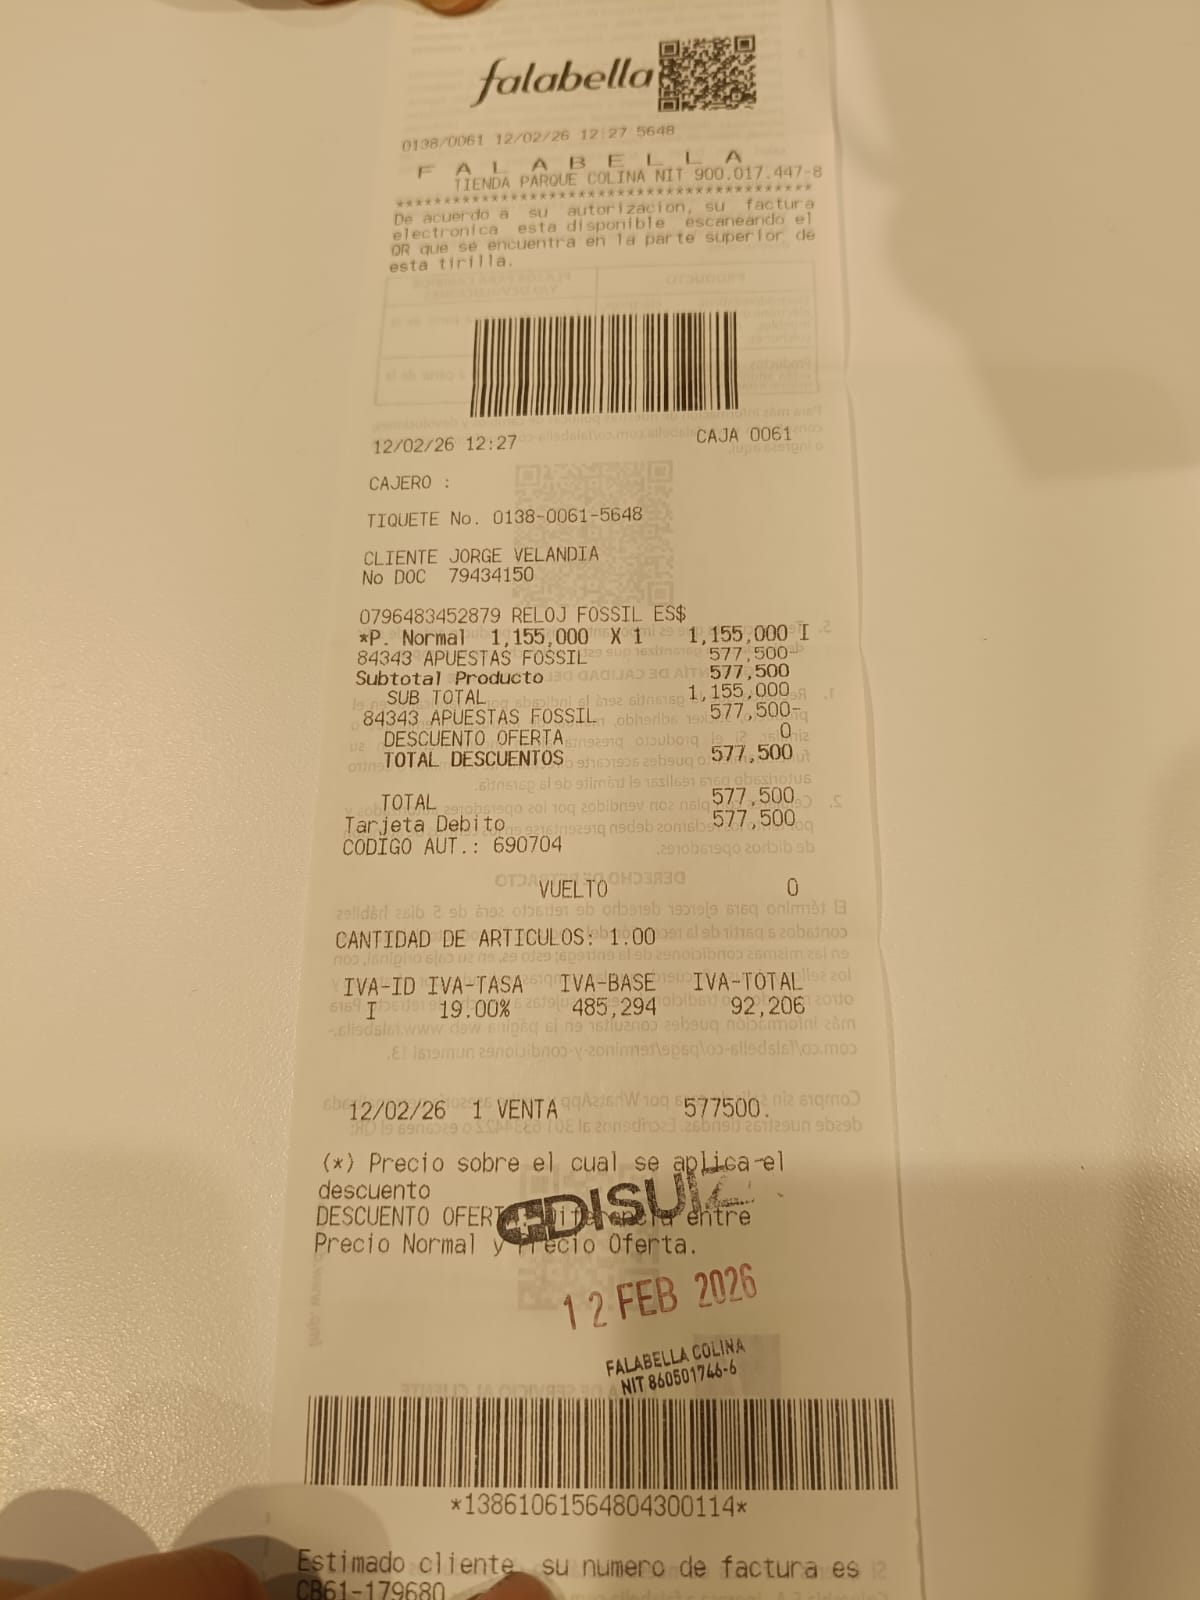 falabella
0138/0061 12/02/26 12:27 5648
F A L A B E L L A
TIENDA PARQUE COLINA NIT 900.017.447-8
****************************************
De acuerdo a su autorizacion, su factura
electronica esta disponible escaneando el
QR que se encuentra en la parte superior de
esta tirilla.
12/02/26 12:27 CAJA 0061
CAJERO :
TIQUETE No. 0138-0061-5648
CLIENTE JORGE VELANDIA
No DOC 79434150
0796483452879 RELOJ FOSSIL ES$
*P. Normal 1,155,000 X 1 1,155,000 I
84343 APUESTAS FOSSIL 577,500-
Subtotal Producto 577,500
SUB TOTAL 1,155,000
84343 APUESTAS FOSSIL 577,500-
DESCUENTO OFERTA 0
TOTAL DESCUENTOS 577,500
TOTAL 577,500
Tarjeta Debito 577,500
CODIGO AUT.: 690704
VUELTO 0
CANTIDAD DE ARTICULOS: 1.00
IVA-ID IVA-TASA IVA-BASE IVA-TOTAL
I 19.00% 485,294 92,206
12/02/26 1 VENTA 577500.
(*) Precio sobre el cual se aplica el
descuento
DESCUENTO OFERTA: Diferencia entre
Precio Normal y Precio Oferta.
DISUIZ
12 FEB 2026
FALABELLA COLINA
NIT 860501746-6
*13861061564804300114*
Estimado cliente, su numero de factura es
CB61-179680